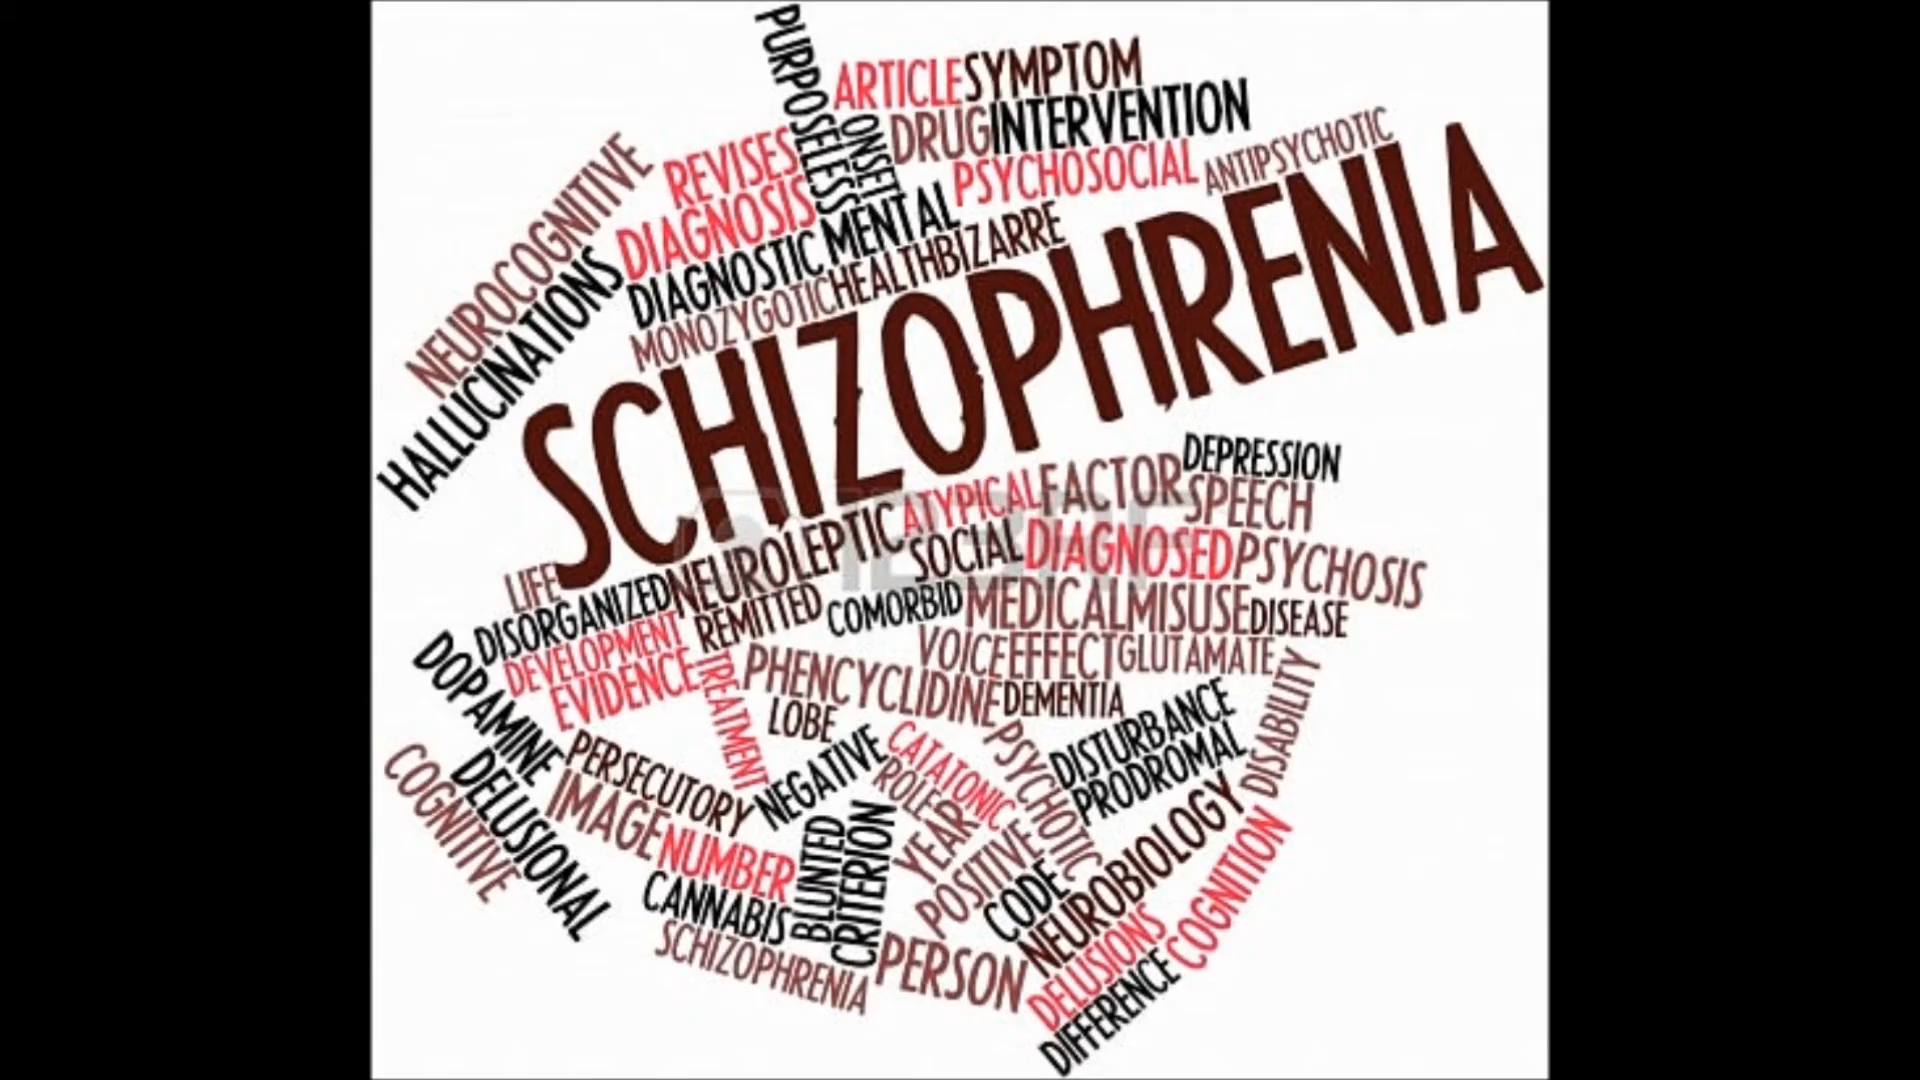 PURPOSELESS
ARTICLE SYMPTOM
ONSET
DRUG INTERVENTION
REVISES
PSYCHOSOCIAL
ANTIPSYCHOTIC
NEUROCOGNITIVE
DIAGNOSIS
MENTAL
HALLUCINATIONS
DIAGNOSTIC
MONOZYGOTIC HEALTH BIZARRE
SCHIZOPHRENIA
DEPRESSION
ATYPICAL FACTOR SPEECH
NEUROLEPTIC
SOCIAL DIAGNOSED PSYCHOSIS
LIFE
DISORGANIZED
REMITTED COMORBID MEDICAL MISUSE DISEASE
DEVELOPMENT
VOICE EFFECT GLUTAMATE
EVIDENCE
TREATMENT
DOPAMINE
PHENCYCLIDINE DEMENTIA
LOBE
DISABILITY
DISTURBANCE
PRODROMAL
PERSECUTORY
NEGATIVE
CATATONIC
PSYCHOTIC
COGNITIVE
DELUSIONAL
IMAGE NUMBER
ROLE
YEAR
BLUNTED
CRITERION
POSITIVE
CODE
NEUROBIOLOGY
COGNITION
CANNABIS
SCHIZOPHRENIA
PERSON
DELUSIONS
DIFFERENCE